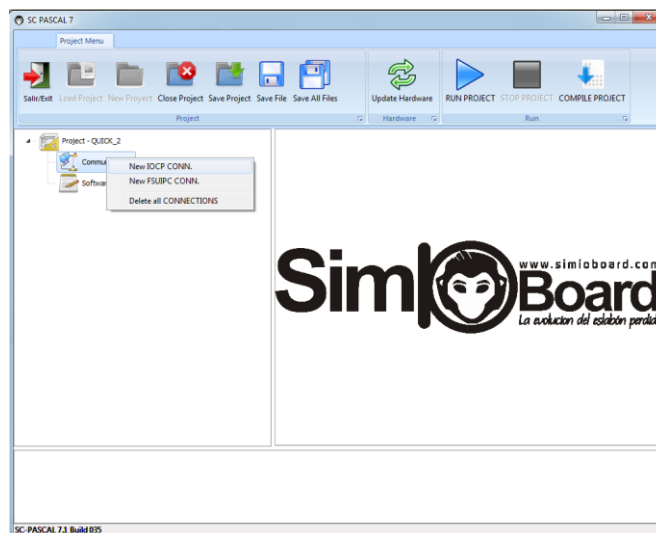 SC PASCAL 7
Project Menu
Salir/Exit Load Project New Proyect Close Project Save Project Save File Save All Files Update Hardware RUN PROJECT STOP PROJECT COMPILE PROJECT
Project Hardware Run
Project - QUICK_2
New IOCP CONN.
New FSUIPC CONN.
Delete all CONNECTIONS
www.simioboard.com
Sim Board
La evolucion del eslabón perdid
SC-PASCAL 7.1 Build 035